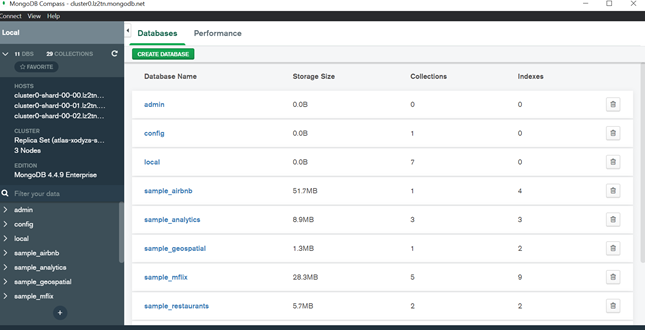 MongoDB Compass - cluster0.lz2tn.mongodb.net
Connect View Help
Local
11 DBS 29 COLLECTIONS
FAVORITE
HOSTS
cluster0-shard-00-00.lz2tn...
cluster0-shard-00-01.lz2tn....
cluster0-shard-00-02.lz2tn...
CLUSTER
Replica Set (atlas-xodyzs-s...
3 Nodes
EDITION
MongoDB 4.4.9 Enterprise
Filter your data
admin
config
local
sample_airbnb
sample_analytics
sample_geospatial
sample_mflix
+
Databases Performance
CREATE DATABASE
Database Name Storage Size Collections Indexes
admin 0.0B 0 0
config 0.0B 1 0
local 0.0B 7 0
sample_airbnb 51.7MB 1 4
sample_analytics 8.9MB 3 3
sample_geospatial 1.3MB 1 2
sample_mflix 28.3MB 5 9
sample_restaurants 5.7MB 2 2